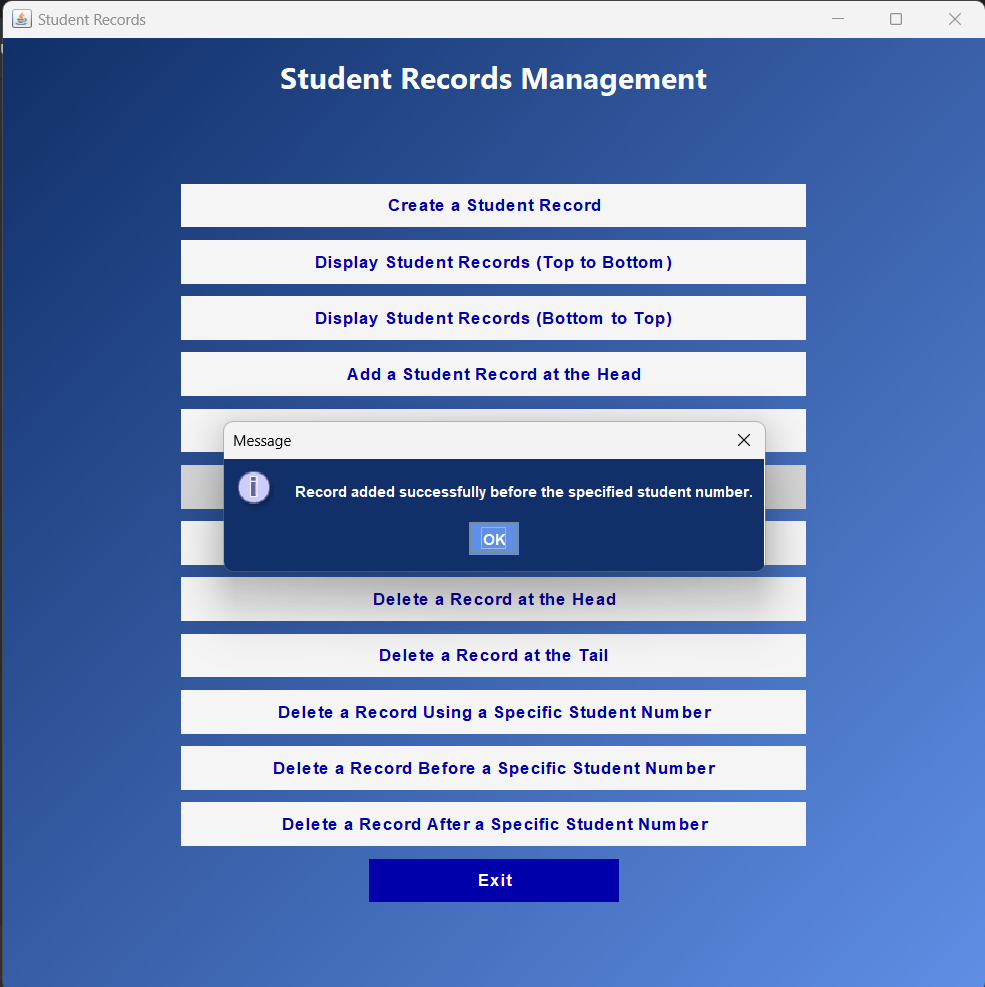 Student Records
Student Records Management
Create a Student Record
Display Student Records (Top to Bottom)
Display Student Records (Bottom to Top)
Add a Student Record at the Head
Message
Record added successfully before the specified student number.
OK
Delete a Record at the Head
Delete a Record at the Tail
Delete a Record Using a Specific Student Number
Delete a Record Before a Specific Student Number
Delete a Record After a Specific Student Number
Exit